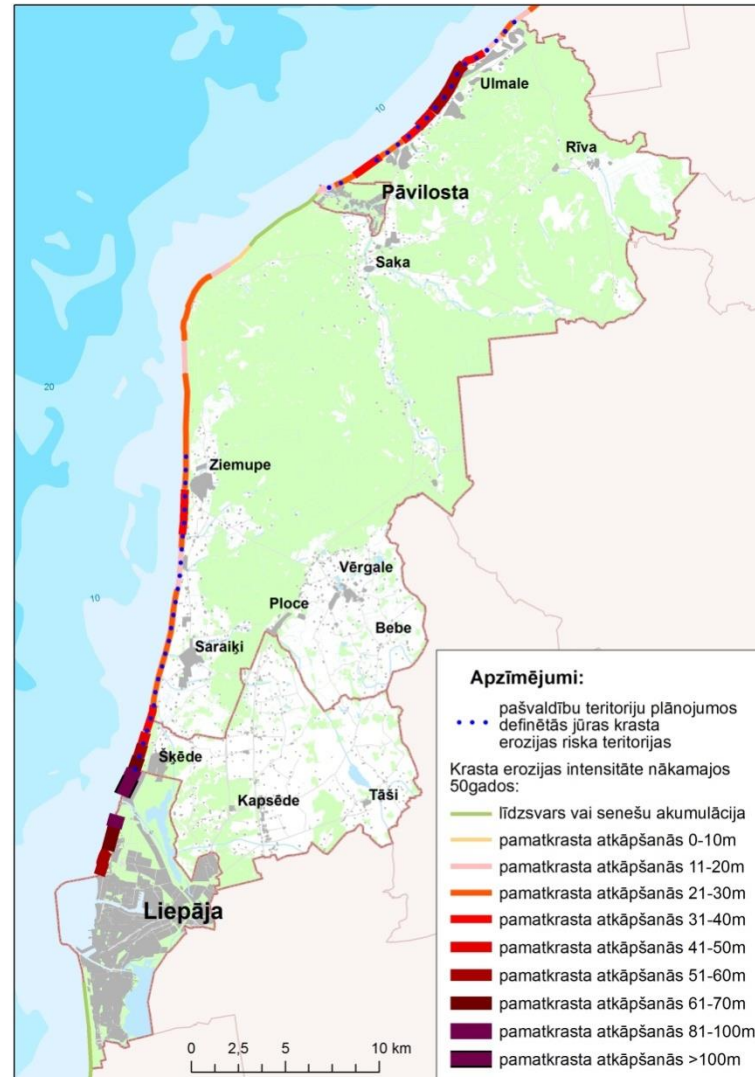 10
Ulmale
Rīva
Pāvilosta
Saka
20
Ziemupe
Vērgale
10
Ploce
Bebe
Saraiķi
Šķēde
Kapsēde
Tāši
Liepāja
0 2,5 5 10 km
Apzīmējumi:
pašvaldību teritoriju plānojumos
definētās jūras krasta
erozijas riska teritorijas
Krasta erozijas intensitāte nākamajos
50gados:
līdzsvars vai senešu akumulācija
pamatkrasta atkāpšanās 0-10m
pamatkrasta atkāpšanās 11-20m
pamatkrasta atkāpšanās 21-30m
pamatkrasta atkāpšanās 31-40m
pamatkrasta atkāpšanās 41-50m
pamatkrasta atkāpšanās 51-60m
pamatkrasta atkāpšanās 61-70m
pamatkrasta atkāpšanās 81-100m
pamatkrasta atkāpšanās >100m